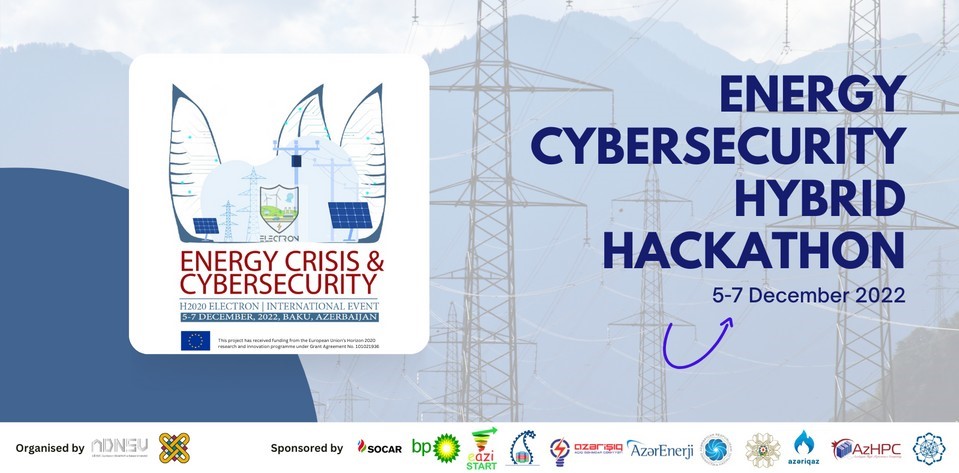 ELECTRON
ENERGY CRISIS &
CYBERSECURITY
H2020 ELECTRON | INTERNATIONAL EVENT
5-7 DECEMBER, 2022, BAKU, AZERBAIJAN
This project has received funding from the European Union's Horizon 2020
research and innovation programme under Grant Agreement No. 101021936
ENERGY
CYBERSECURITY
HYBRID
HACKATHON
5-7 December 2022
Organised by
Sponsored by
SOCAR
bp
eazi
START
azərişıq
AzərEnerji
azəriqaz
AzHPC